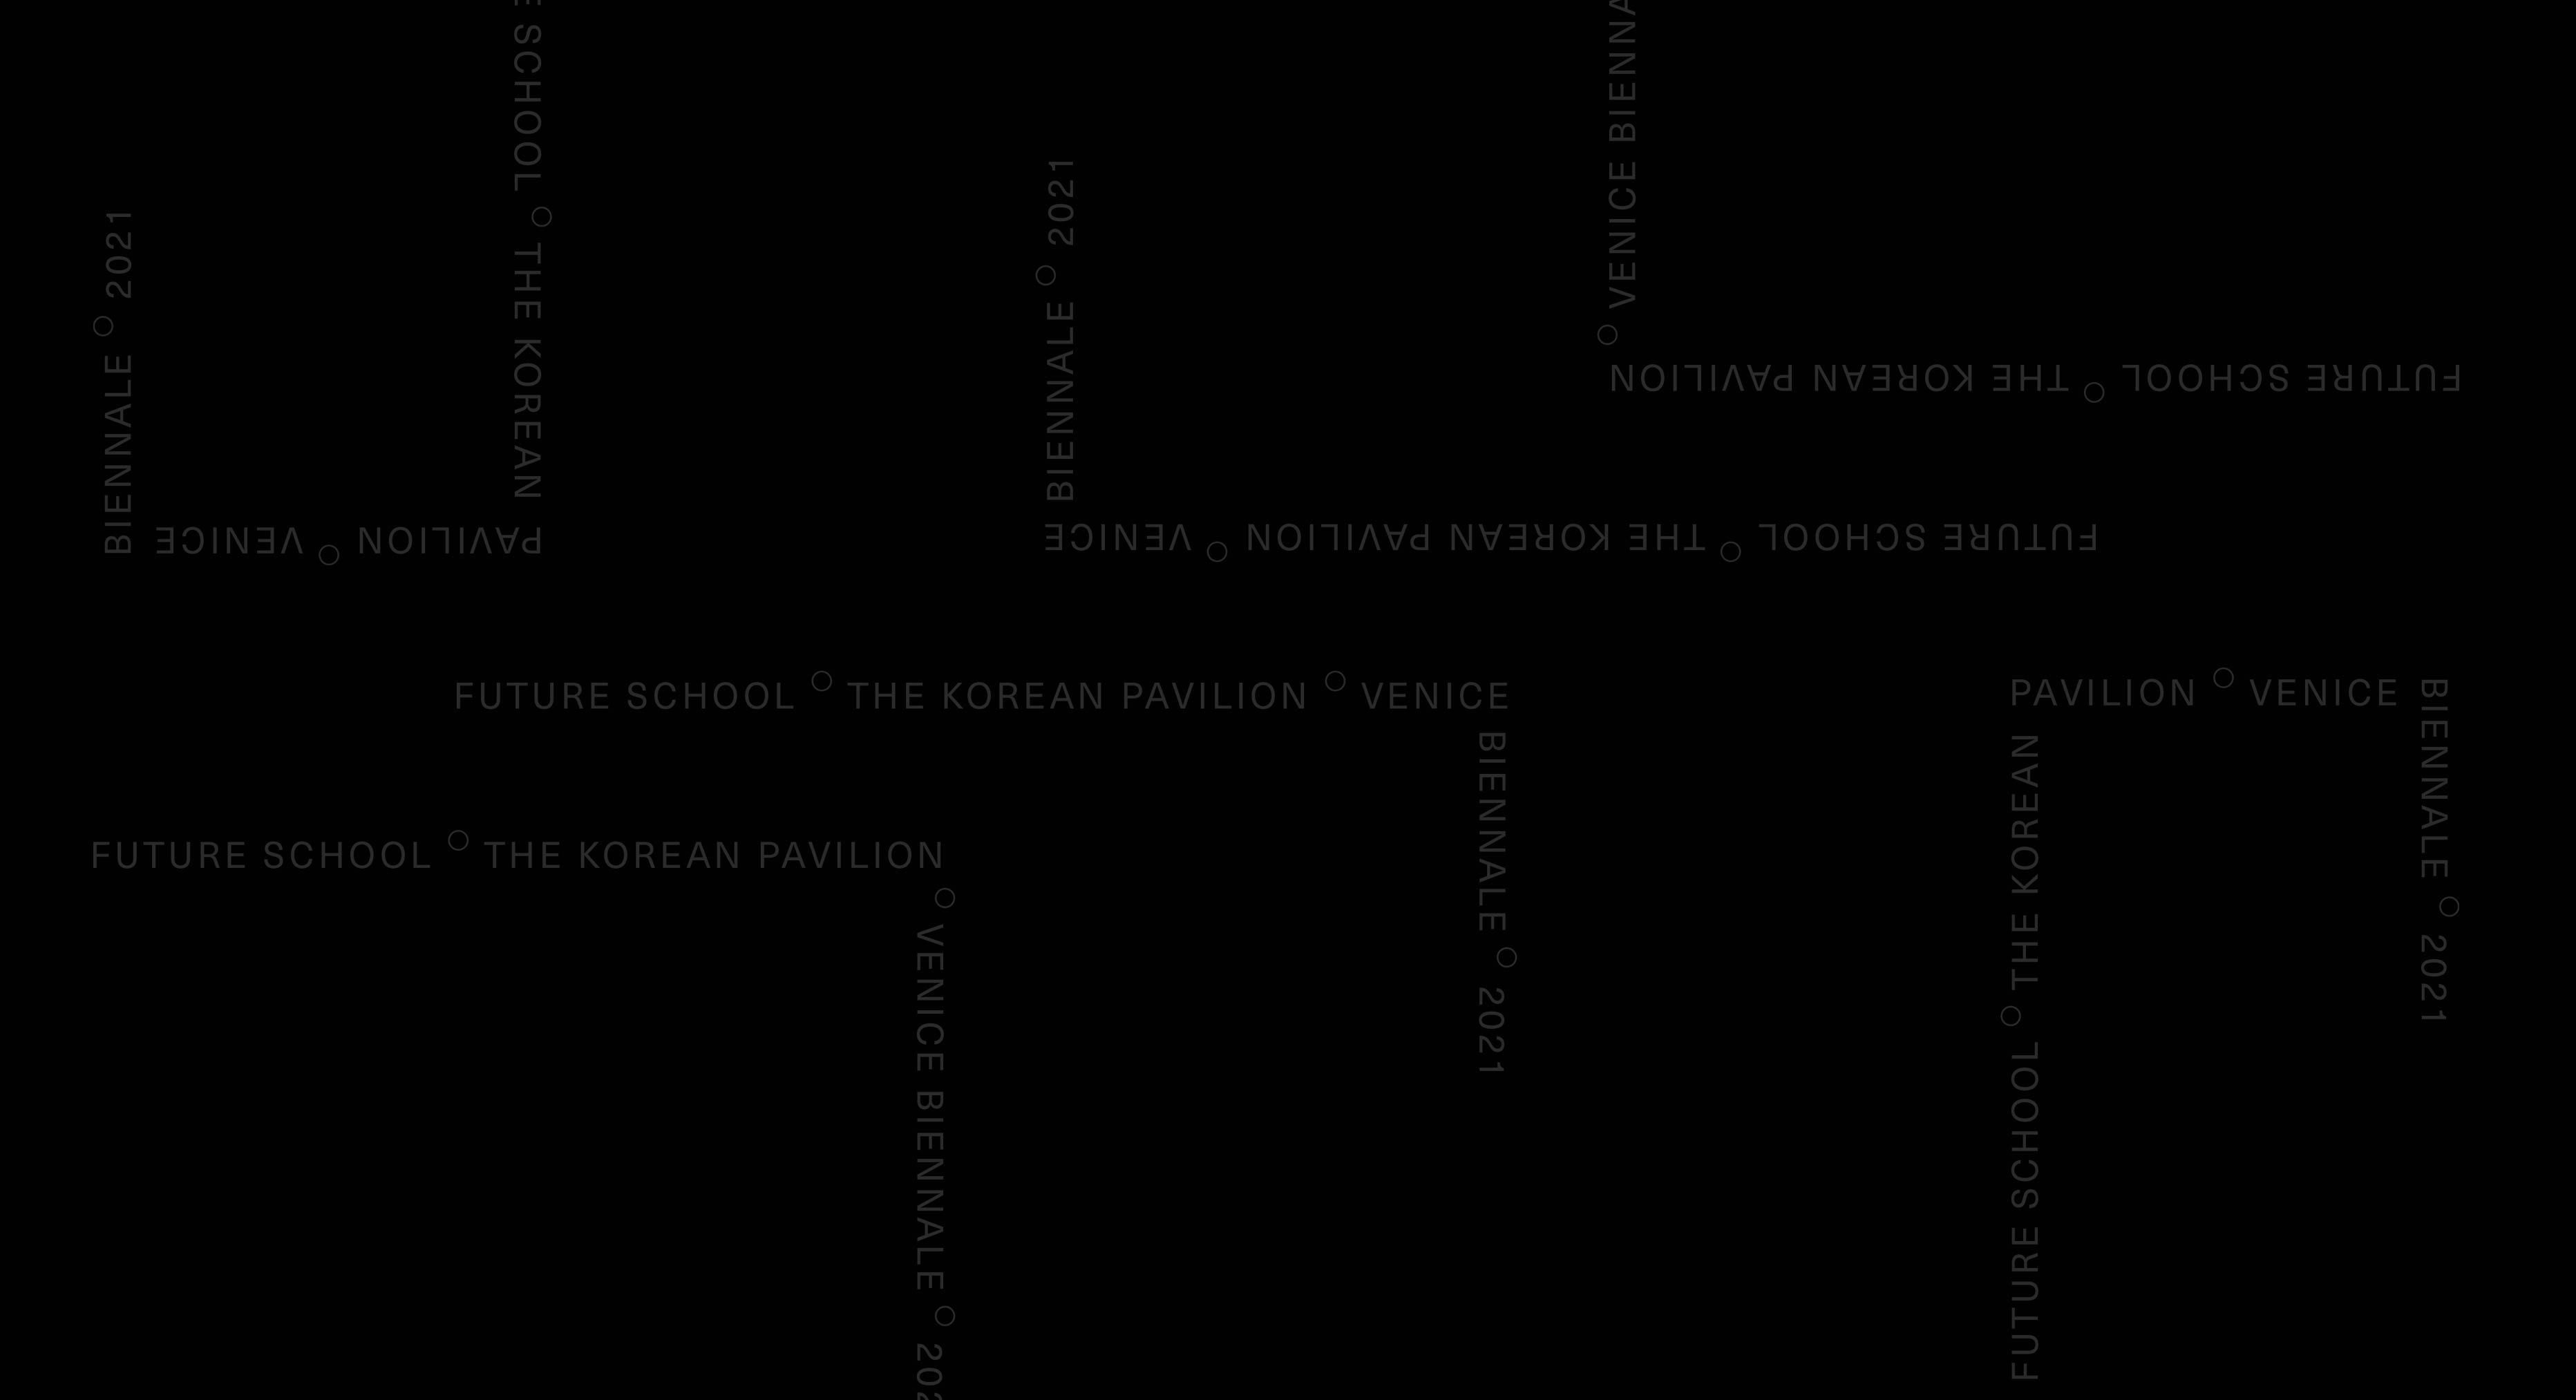 E SCHOOL ○ THE KOREAN
PAVILION ○ VENICE
BIENNALE ○ 2021
FUTURE SCHOOL ○ THE KOREAN PAVILION ○ VENICE
BIENNALE ○ 2021
FUTURE SCHOOL ○ THE KOREAN PAVILION
○ VENICE BIENNA
FUTURE SCHOOL ○ THE KOREAN PAVILION ○ VENICE
BIENNALE ○ 2021
FUTURE SCHOOL ○ THE KOREAN PAVILION
○ VENICE BIENNALE ○ 202
FUTURE SCHOOL ○ THE KOREAN
PAVILION ○ VENICE
BIENNALE ○ 2021